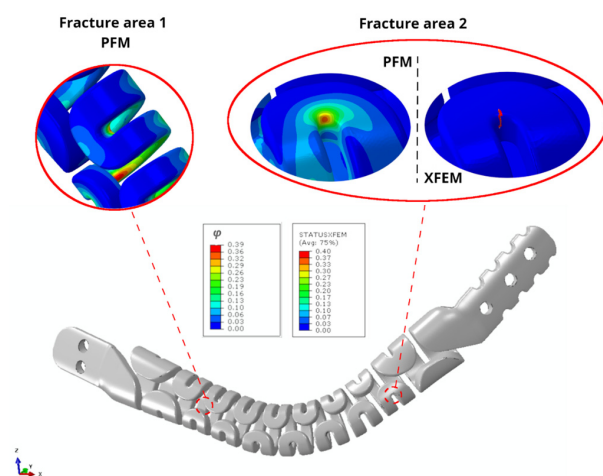 Fracture area 1
PFM
Fracture area 2
PFM
XFEM
φ
0.39
0.36
0.32
0.29
0.26
0.23
0.19
0.16
0.13
0.10
0.06
0.03
0.00
STATUSXFEM
(Avg: 75%)
0.40
0.37
0.33
0.30
0.27
0.23
0.20
0.17
0.13
0.10
0.07
0.03
0.00
Z
Y
X